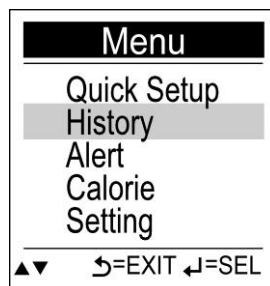 Menu
Quick Setup
History
Alert
Calorie
Setting
▲▼ ⮌=EXIT ↵=SEL